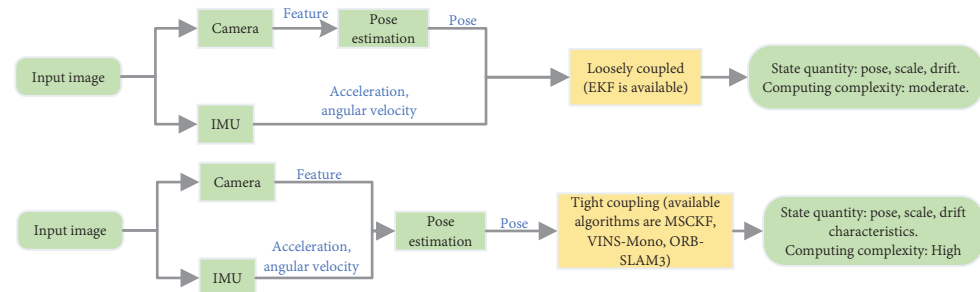 Input image
Camera
Feature
Pose
estimation
Pose
IMU
Acceleration,
angular velocity
Loosely coupled
(EKF is available)
State quantity: pose, scale, drift.
Computing complexity: moderate.
Input image
Camera
Feature
IMU
Acceleration,
angular velocity
Pose
estimation
Pose
Tight coupling (available
algorithms are MSCKF,
VINS-Mono, ORB-
SLAM3)
State quantity: pose, scale, drift
characteristics.
Computing complexity: High